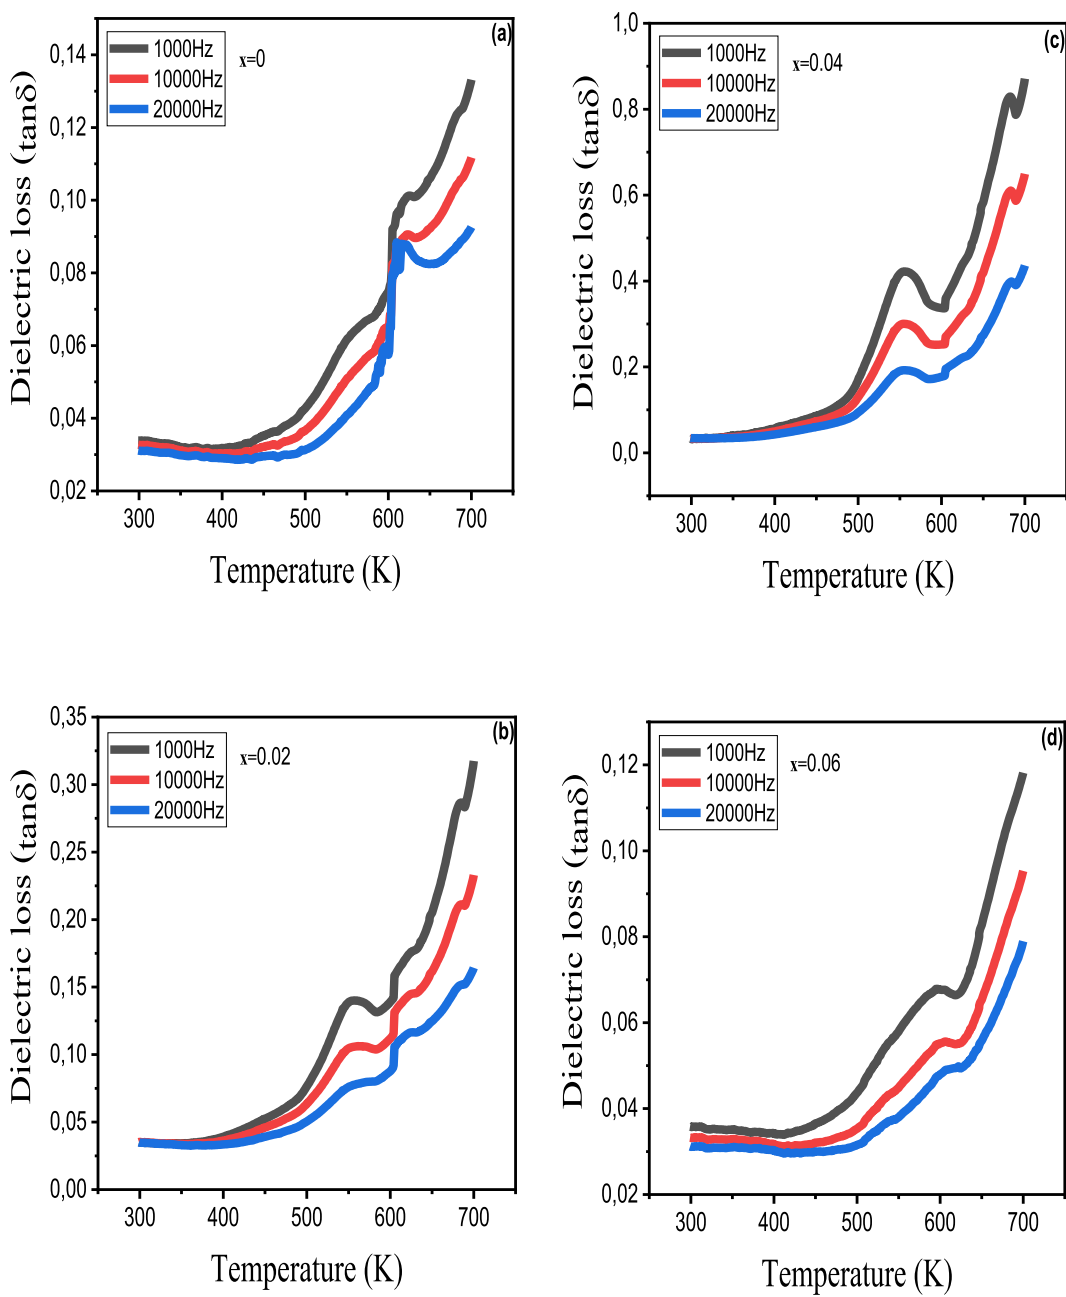 (a)
1000Hz
10000Hz
20000Hz
x=0
Dielectric loss (tanδ)
0,14
0,12
0,10
0,08
0,06
0,04
0,02
300 400 500 600 700
Temperature (K)
(c)
1000Hz
10000Hz
20000Hz
x=0.04
Dielectric loss (tanδ)
1,0
0,8
0,6
0,4
0,2
0,0
300 400 500 600 700
Temperature (K)
(b)
1000Hz
10000Hz
20000Hz
x=0.02
Dielectric loss (tanδ)
0,35
0,30
0,25
0,20
0,15
0,10
0,05
0,00
300 400 500 600 700
Temperature (K)
(d)
1000Hz
10000Hz
20000Hz
x=0.06
Dielectric loss (tanδ)
0,12
0,10
0,08
0,06
0,04
0,02
300 400 500 600 700
Temperature (K)